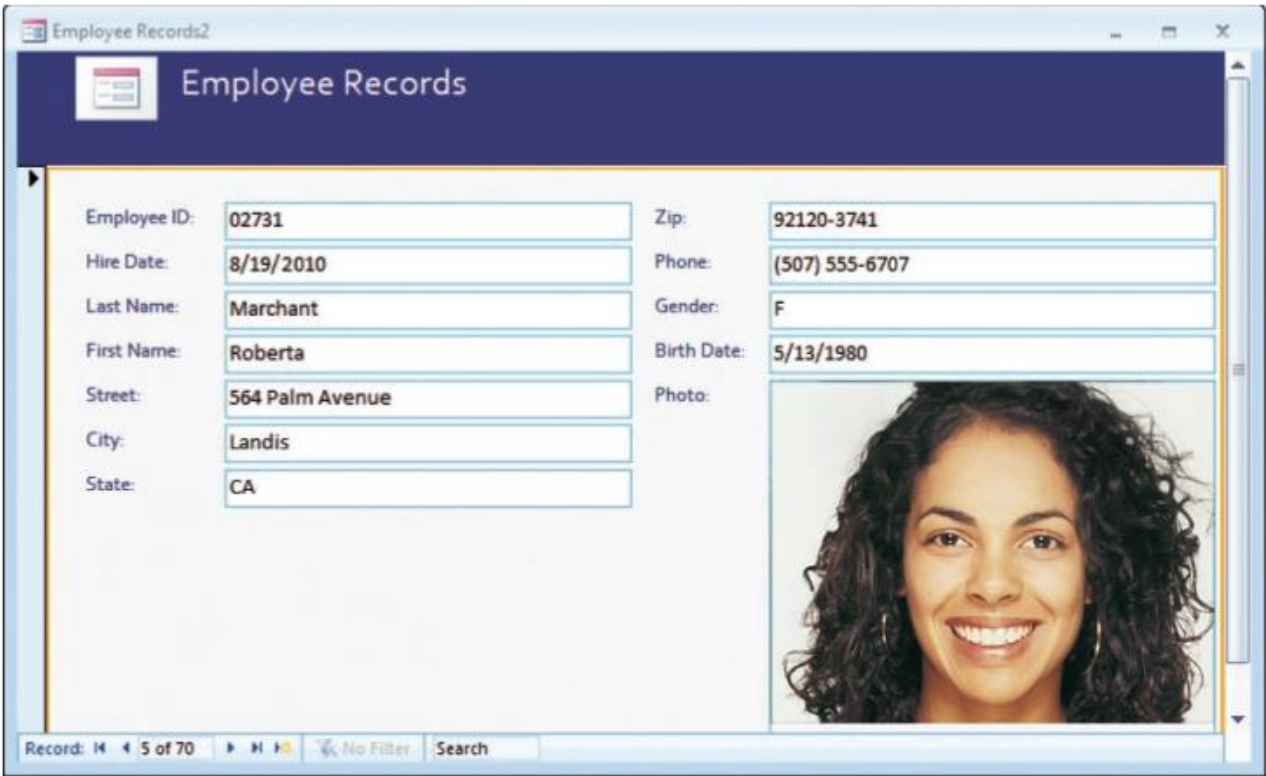 Employee Records2
Employee Records
Employee ID: 02731
Hire Date: 8/19/2010
Last Name: Marchant
First Name: Roberta
Street: 564 Palm Avenue
City: Landis
State: CA
Zip: 92120-3741
Phone: (507) 555-6707
Gender: F
Birth Date: 5/13/1980
Photo:
Record: 5 of 70 No Filter Search